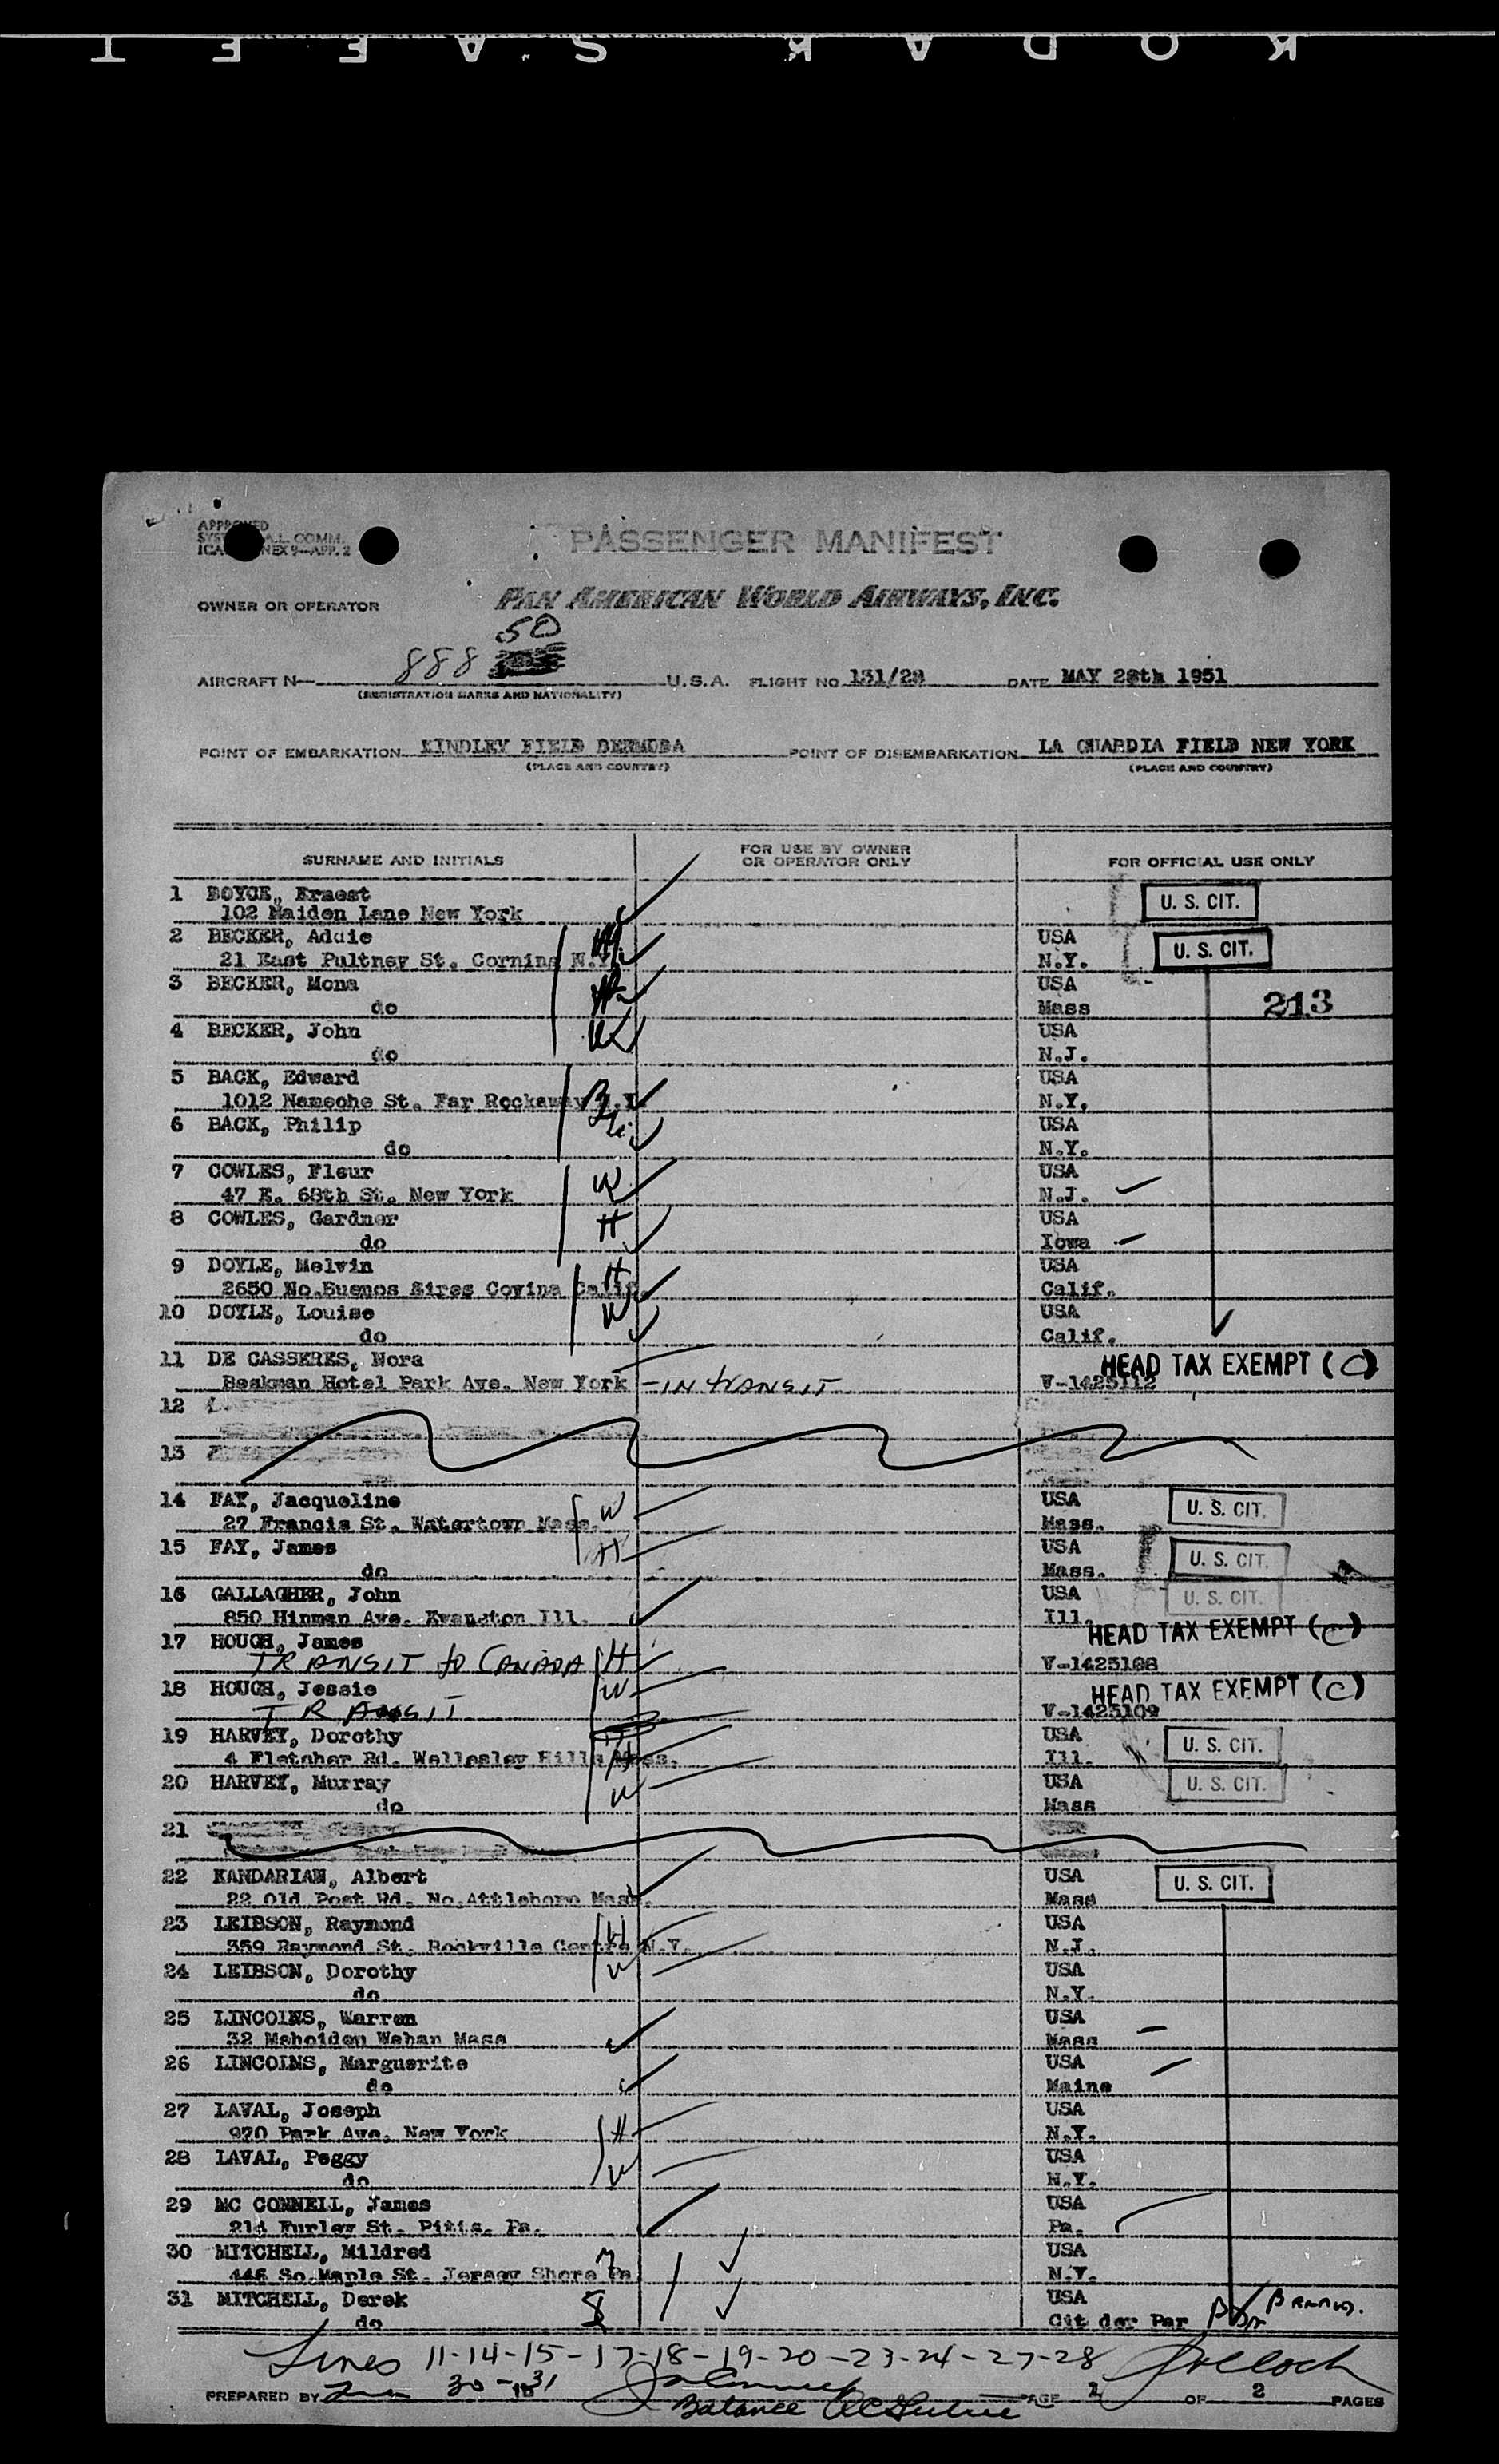 KODAK SAFET
APPROVED
A.L. COMM.
ICA NEX 9—APP. 2
PASSENGER MANIFEST
OWNER OR OPERATOR PAN AMERICAN WORLD AIRWAYS, INC.
50
AIRCRAFT N— 888 U.S.A. FLIGHT NO. 131/28 DATE MAY 28th 1951
(REGISTRATION MARKS AND NATIONALITY)
POINT OF EMBARKATION KINDLEY FIELD BERMUDA POINT OF DISEMBARKATION LA GUARDIA FIELD NEW YORK
(PLACE AND COUNTRY) (PLACE AND COUNTRY)
SURNAME AND INITIALS FOR USE BY OWNER OR OPERATOR ONLY FOR OFFICIAL USE ONLY
1 BOYCE, Ernest U. S. CIT.
102 Maiden Lane New York
2 BECKER, Addie USA U. S. CIT.
21 East Pultney St. Corning N.Y. N.Y.
3 BECKER, Mona USA
do Mass 213
4 BECKER, John USA
do N.J.
5 BACK, Edward USA
1012 Nameoke St. Far Rockaway N.Y. N.Y.
6 BACK, Philip USA
do N.Y.
7 COWLES, Fleur W USA
47 E. 68th St. New York N.J.
8 COWLES, Gardner H USA
do Iowa
9 DOYLE, Melvin H USA
2650 No.Buenos Aires Covina Calif. Calif.
10 DOYLE, Louise W USA
do Calif.
11 DE CASSERES, Nora HEAD TAX EXEMPT (C)
Beakman Hotel Park Ave. New York — IN TRANSIT V-1425112
12
13
14 FAY, Jacqueline W USA U. S. CIT.
27 Francis St. Watertown Mass. Mass.
15 FAY, James H USA U. S. CIT.
do Mass.
16 GALLAGHER, John USA U. S. CIT.
850 Hinman Ave. Evanston Ill. Ill.
17 HOUGH, James HEAD TAX EXEMPT (C)
TRANSIT to CANADA H V-1425108
18 HOUGH, Jessie W HEAD TAX EXEMPT (C)
TRANSIT V-1425109
19 HARVEY, Dorothy USA U. S. CIT.
4 Fletcher Rd. Wellesley Hills Mass. H Ill.
20 HARVEY, Murray W USA U. S. CIT.
do Mass
21
22 KANDARIAN, Albert USA U. S. CIT.
22 Old Post Rd. No.Attleboro Mass. Mass
23 LEIBSON, Raymond H USA
359 Raymond St. Rockville Centre N.Y. N.J.
24 LEIBSON, Dorothy W USA
do N.Y.
25 LINCOLNS, Warren USA
32 Mehoiden Waban Mass Mass
26 LINCOLNS, Marguerite USA
do Maine
27 LAVAL, Joseph USA
970 Park Ave. New York H N.Y.
28 LAVAL, Peggy USA
do W N.Y.
29 MC CONNELL, James USA
214 Furley St. Pitts. Pa. Pa.
30 MITCHELL, Mildred USA
446 So.Maple St. Jersey Shore Pa N.Y.
31 MITCHELL, Derek USA
do Cit der Par
Lines 11-14-15-17-18-19-20-23-24-27-28
PREPARED BY 30-31 PAGE 1 OF 2 PAGES
Balance